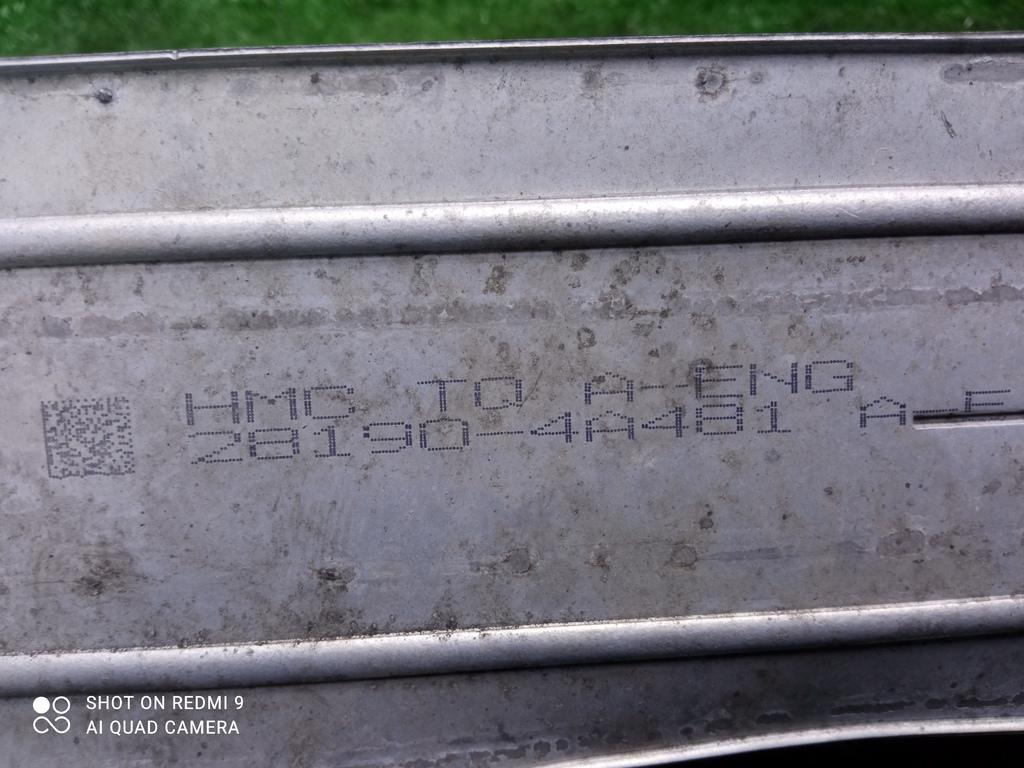 HMC TQ A-ENG
28190-4A481 A-F
SHOT ON REDMI 9
AI QUAD CAMERA